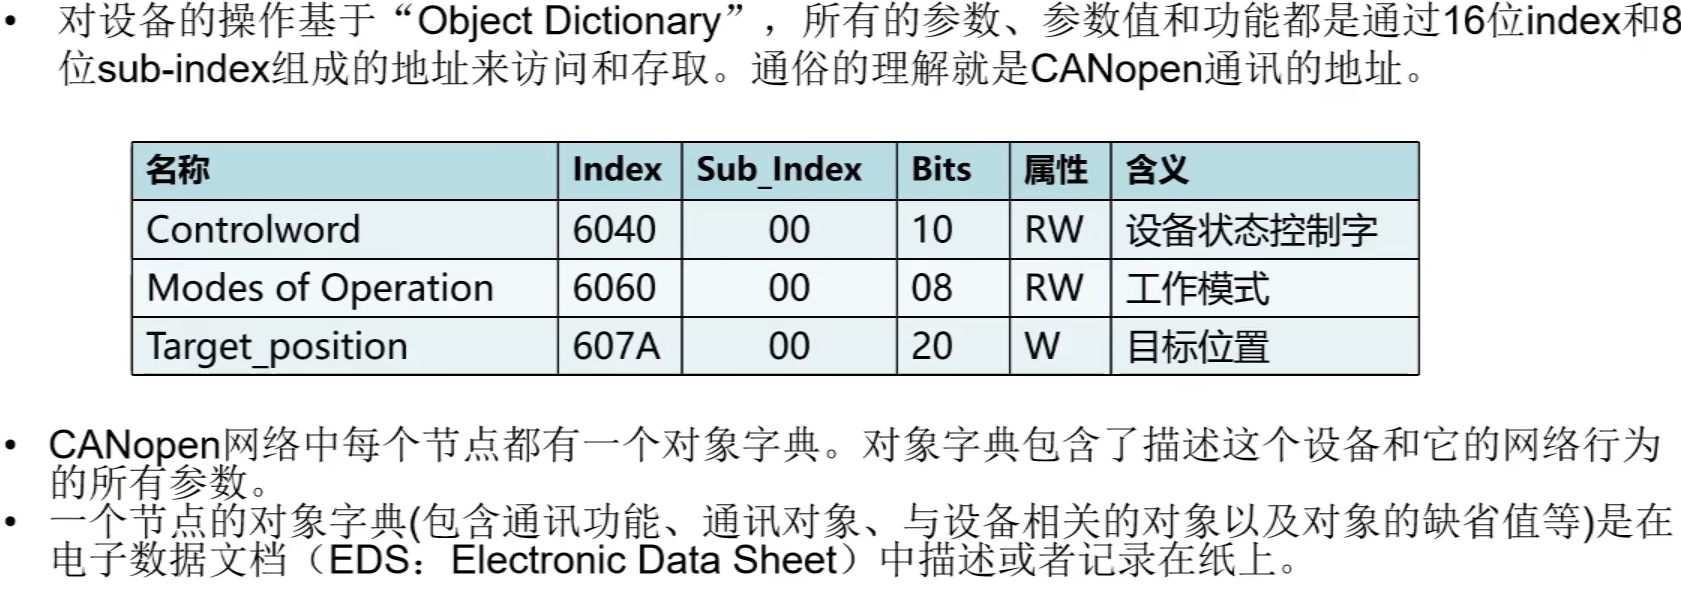 • 对设备的操作基于“Object Dictionary”，所有的参数、参数值和功能都是通过16位index和8
位sub-index组成的地址来访问和存取。通俗的理解就是CANopen通讯的地址。
名称 Index Sub_Index Bits 属性 含义
Controlword 6040 00 10 RW 设备状态控制字
Modes of Operation 6060 00 08 RW 工作模式
Target_position 607A 00 20 W 目标位置
• CANopen网络中每个节点都有一个对象字典。对象字典包含了描述这个设备和它的网络行为
的所有参数。
• 一个节点的对象字典(包含通讯功能、通讯对象、与设备相关的对象以及对象的缺省值等)是在
电子数据文档（EDS：Electronic Data Sheet）中描述或者记录在纸上。